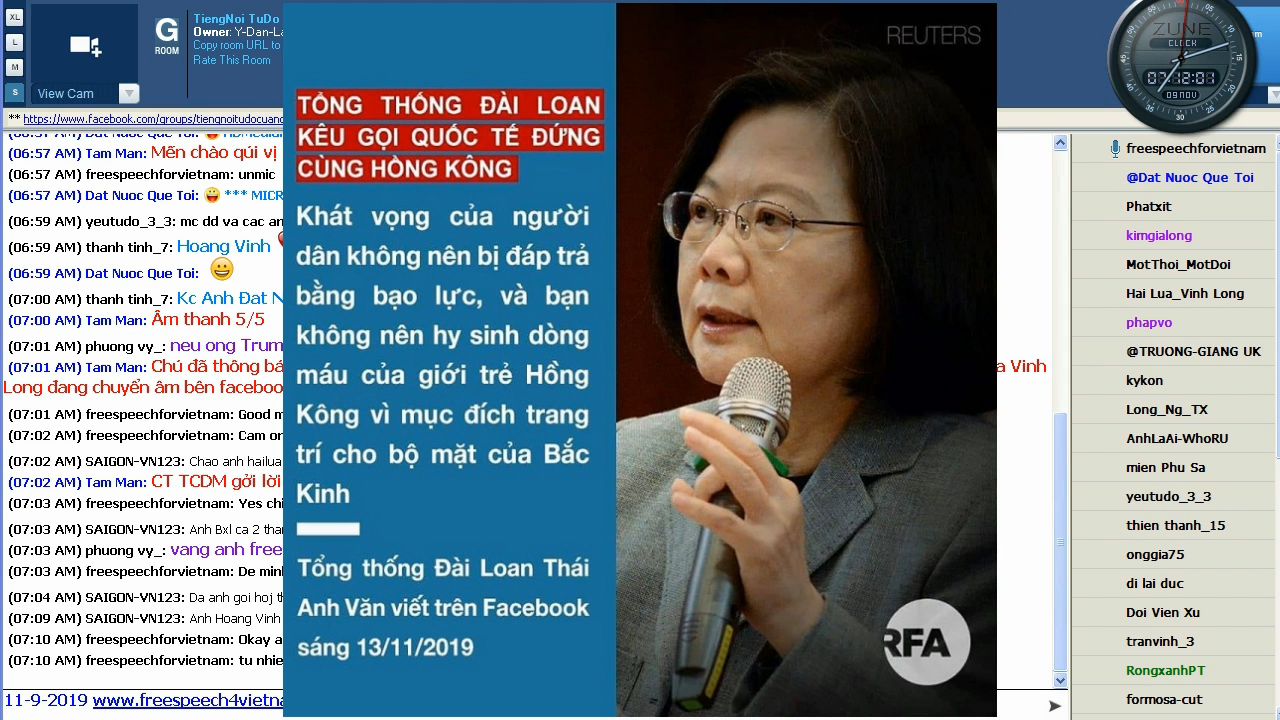 XL
L
M
S
View Cam
G
ROOM
TiengNoi TuDo
Owner: Y-Dan-La
Copy room URL to
Rate This Room
** https://www.facebook.com/groups/tiengnoitudocuang
(06:57 AM) Dat Nuoc Que Toi:
(06:57 AM) Tam Man: Mến chào qúi vị
(06:57 AM) freespeechforvietnam: unmic
(06:57 AM) Dat Nuoc Que Toi: *** MICR
(06:59 AM) yeutudo_3_3: mc dd va cac an
(06:59 AM) thanh tinh_7: Hoang Vinh
(06:59 AM) Dat Nuoc Que Toi:
(07:00 AM) thanh tinh_7: Kc Anh Đat N
(07:00 AM) Tam Man: Âm thanh 5/5
(07:01 AM) phuong vy_: neu ong Trum
(07:01 AM) Tam Man: Chú đã thông bá
a Vinh
Long đang chuyển âm bên faceboo
(07:01 AM) freespeechforvietnam: Good m
(07:02 AM) freespeechforvietnam: Cam on
(07:02 AM) SAIGON-VN123: Chao anh hailua
(07:02 AM) Tam Man: CT TCDM gởi lời
(07:03 AM) freespeechforvietnam: Yes chi
(07:03 AM) SAIGON-VN123: Anh Bxl ca 2 than
(07:03 AM) phuong vy_: vang anh free
(07:03 AM) freespeechforvietnam: De minh
(07:04 AM) SAIGON-VN123: Da anh goi hoj th
(07:09 AM) SAIGON-VN123: Anh Hoang Vinh
(07:10 AM) freespeechforvietnam: Okay a
(07:10 AM) freespeechforvietnam: tu nhie
11-9-2019 www.freespeech4vietna
TỔNG THỐNG ĐÀI LOAN
KÊU GỌI QUỐC TẾ ĐỨNG
CÙNG HỒNG KÔNG
Khát vọng của người
dân không nên bị đáp trả
bằng bạo lực, và bạn
không nên hy sinh dòng
máu của giới trẻ Hồng
Kông vì mục đích trang
trí cho bộ mặt của Bắc
Kinh
Tổng thống Đài Loan Thái
Anh Văn viết trên Facebook
sáng 13/11/2019
REUTERS
RFA
ZUNE
CLOCK
07:12:01
09 NOV
freespeechforvietnam
@Dat Nuoc Que Toi
Phatxit
kimgialong
MotThoi_MotDoi
Hai Lua_Vinh Long
phapvo
@TRUONG-GIANG UK
kykon
Long_Ng_TX
AnhLaAi-WhoRU
mien Phu Sa
yeutudo_3_3
thien thanh_15
onggia75
di lai duc
Doi Vien Xu
tranvinh_3
RongxanhPT
formosa-cut